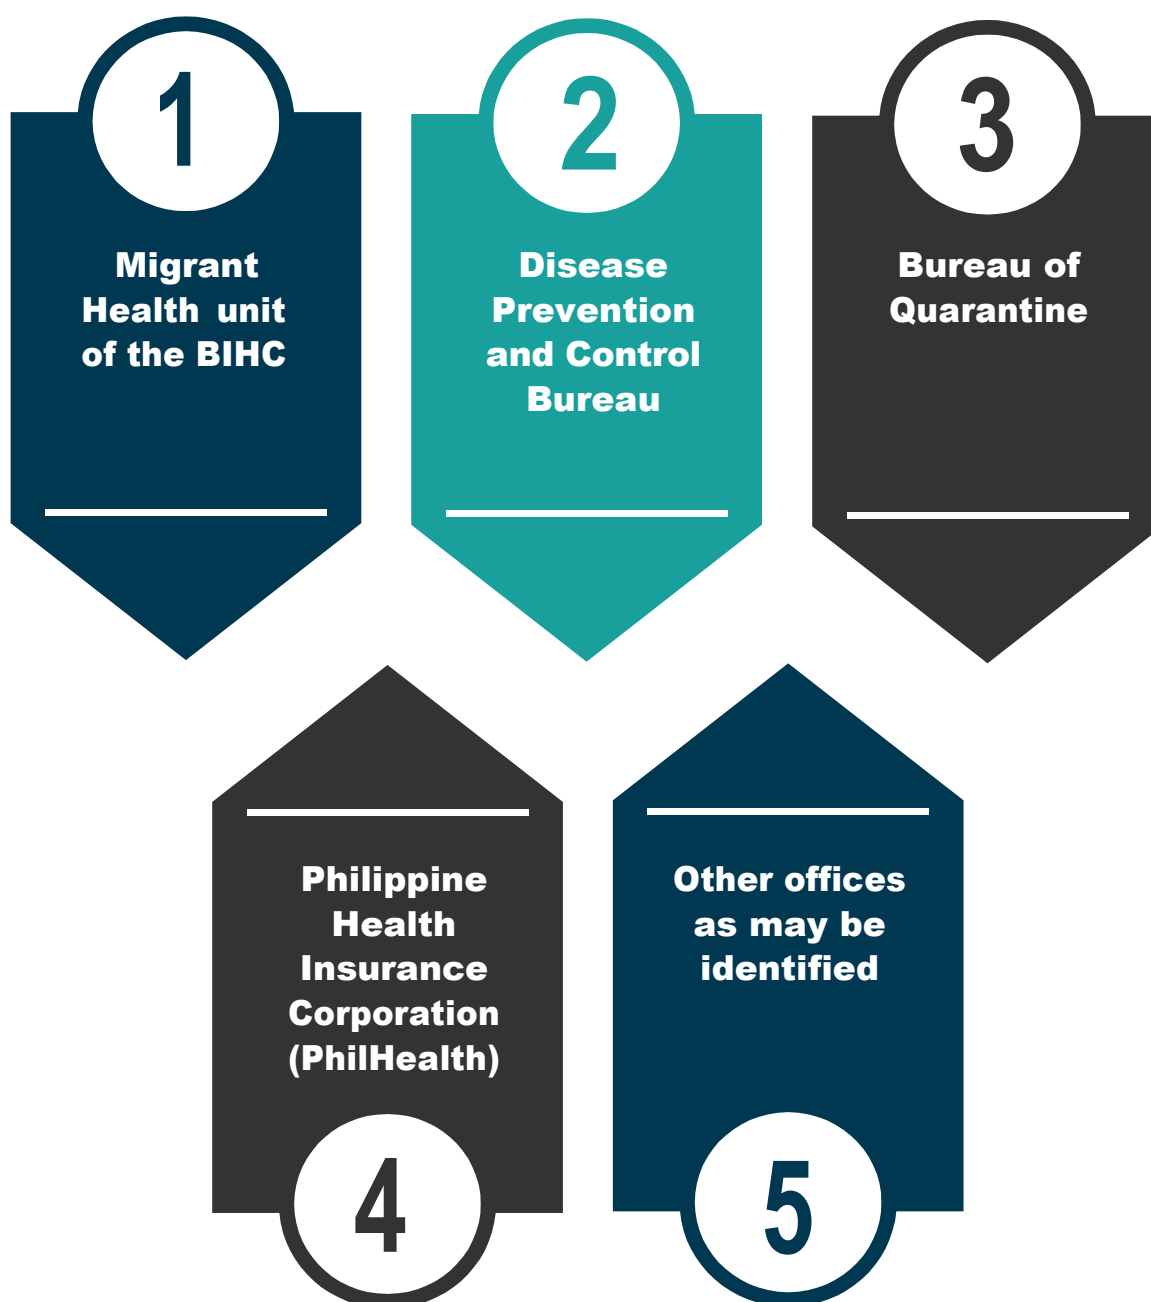 1
Migrant
Health unit
of the BIHC
2
Disease
Prevention
and Control
Bureau
3
Bureau of
Quarantine
Philippine
Health
Insurance
Corporation
(PhilHealth)
4
Other offices
as may be
identified
5